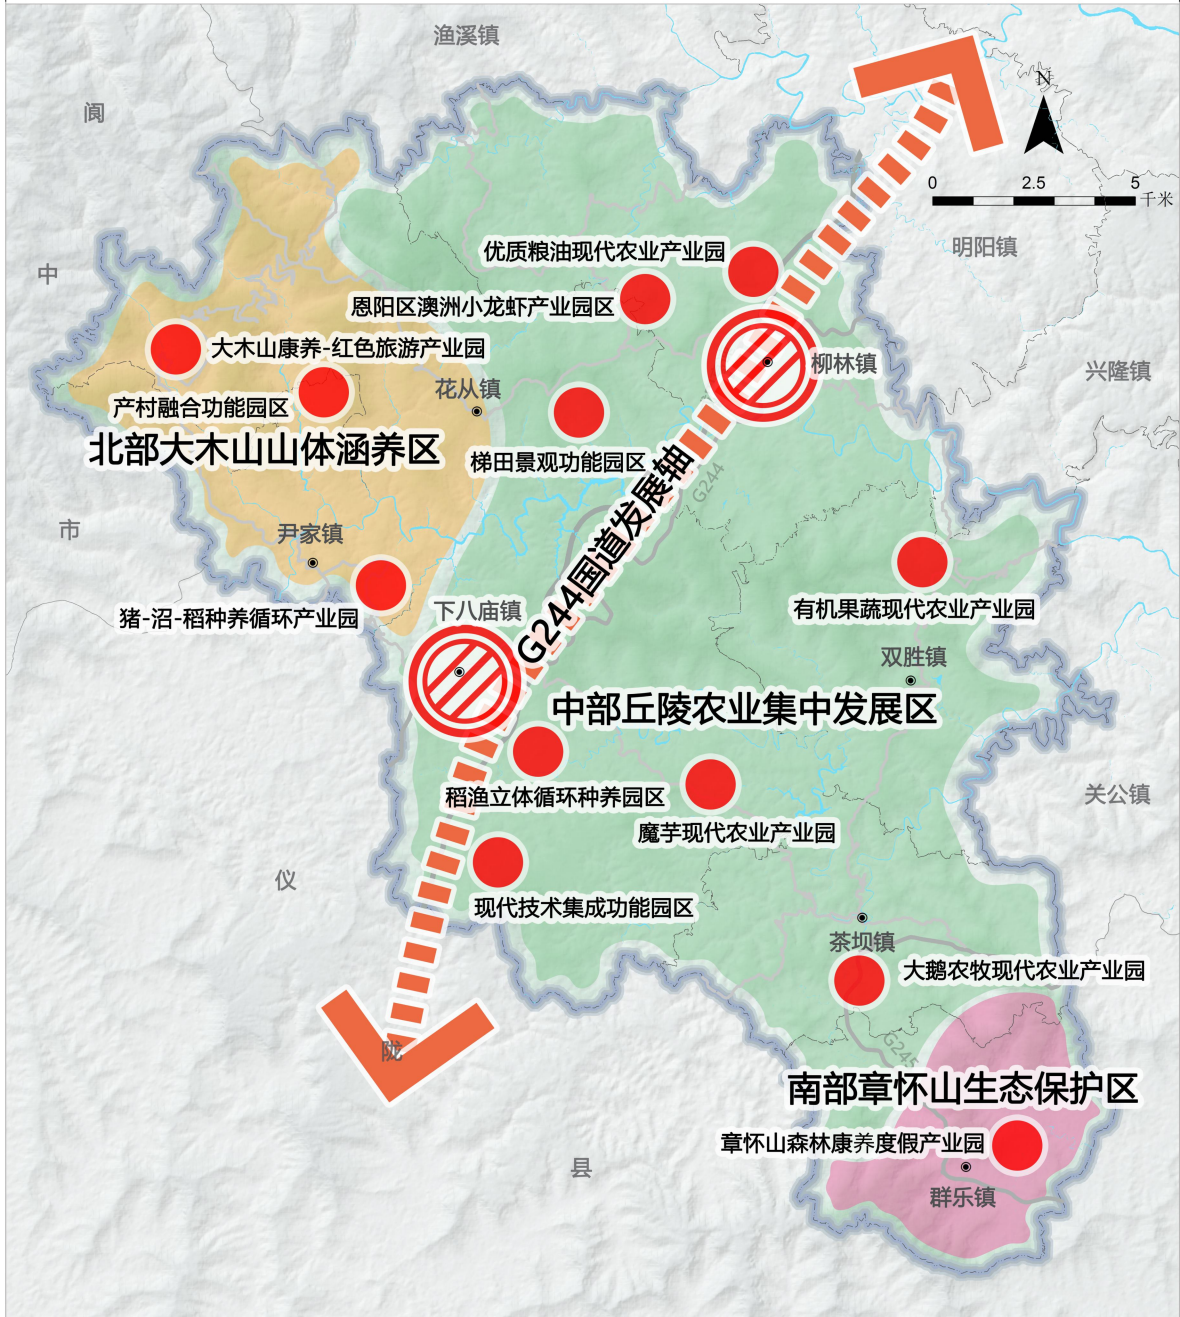 渔溪镇
阆
N
0 2.5 5
千米
明阳镇
优质粮油现代农业产业园
中
恩阳区澳洲小龙虾产业园区
大木山康养-红色旅游产业园
柳林镇
兴隆镇
花从镇
产村融合功能园区
北部大木山山体涵养区
梯田景观功能园区
G244
G244国道发展轴
市
尹家镇
有机果蔬现代农业产业园
猪-沼-稻种养循环产业园
下八庙镇
双胜镇
中部丘陵农业集中发展区
稻渔立体循环种养园区
关公镇
魔芋现代农业产业园
仪
现代技术集成功能园区
茶坝镇
大鹅农牧现代农业产业园
陇
G245
南部章怀山生态保护区
章怀山森林康养度假产业园
县
群乐镇